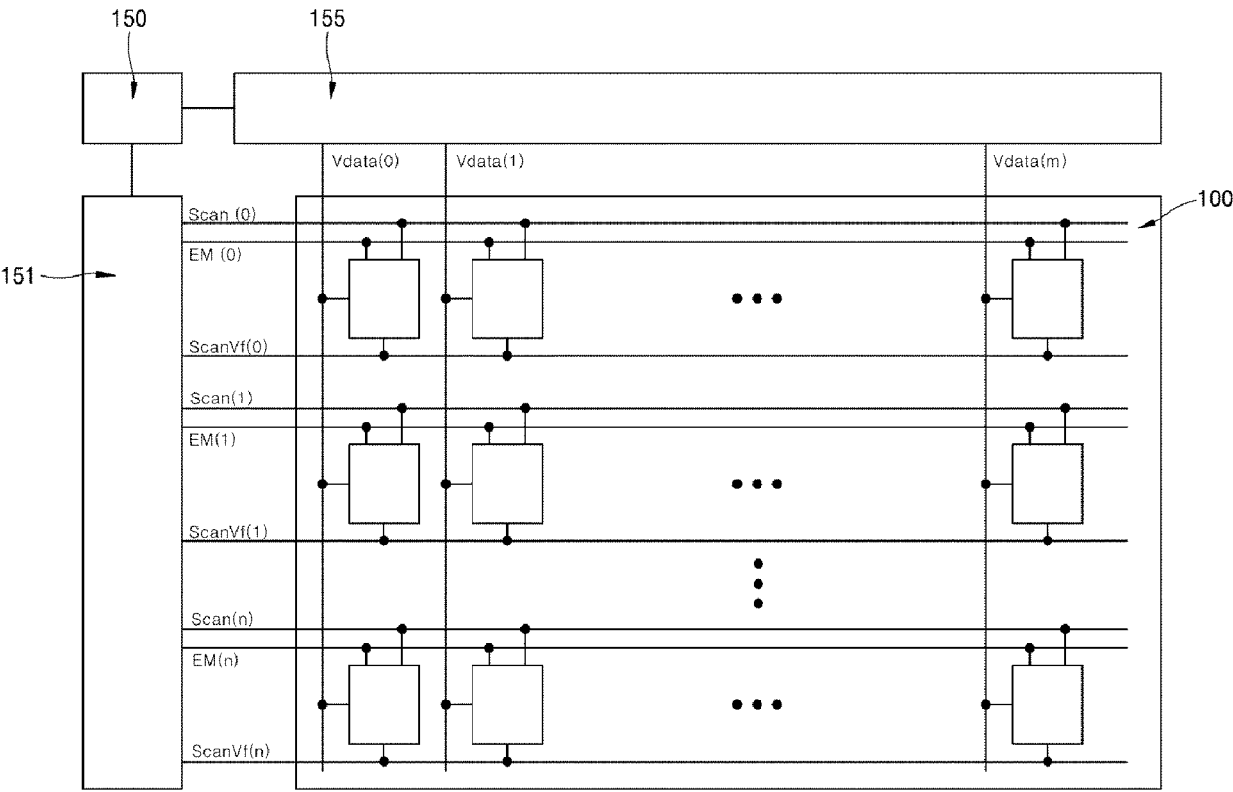 150
155
Vdata(0)
Vdata(1)
Vdata(m)
Scan (0)
100
EM (0)
151
ScanVf(0)
Scan(1)
EM(1)
ScanVf(1)
Scan(n)
EM(n)
ScanVf(n)